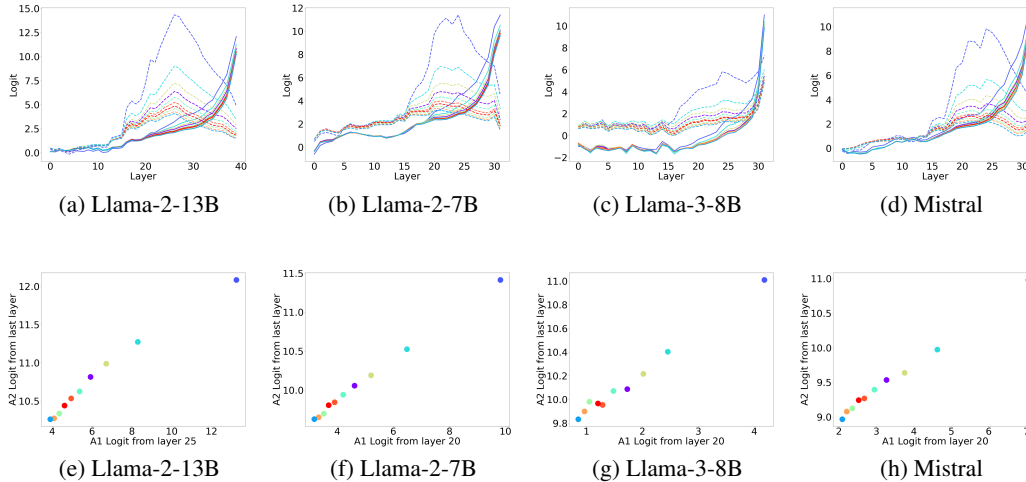 15.0
12.5
10.0
7.5
5.0
2.5
0.0
Logit
0 10 20 30 40
Layer
(a) Llama-2-13B
10
8
6
4
2
0
Logit
0 5 10 15 20 25 30
Layer
(b) Llama-2-7B
10
8
6
4
2
0
−2
Logit
0 5 10 15 20 25 30
Layer
(c) Llama-3-8B
10
8
6
4
2
0
Logit
0 5 10 15 20 25 30
Layer
(d) Mistral
12.0
11.5
11.0
10.5
A2 Logit from last layer
4 6 8 10 12
A1 Logit from layer 25
(e) Llama-2-13B
11.5
11.0
10.5
10.0
A2 Logit from last layer
4 6 8 10
A1 Logit from layer 20
(f) Llama-2-7B
11.0
10.8
10.6
10.4
10.2
10.0
9.8
A2 Logit from last layer
1 2 3 4
A1 Logit from layer 20
(g) Llama-3-8B
11.0
10.5
10.0
9.5
9.0
A2 Logit from last layer
2 3 4 5 6 7
A1 Logit from layer 20
(h) Mistral